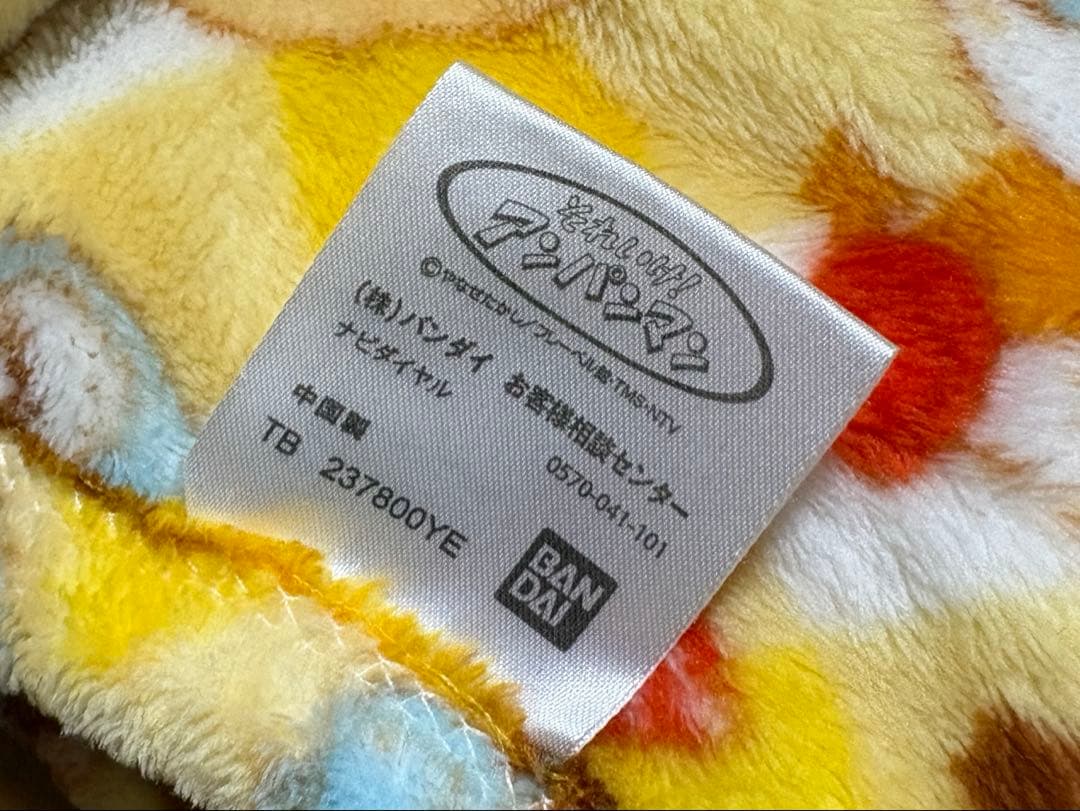 それいけ!
アンパンマン
©やなせたかし/フレーベル館・TMS・NTV
(株)バンダイ お客様相談センター
ナビダイヤル 0570-041-101
中国製
TB 237800YE
BAN
DAI